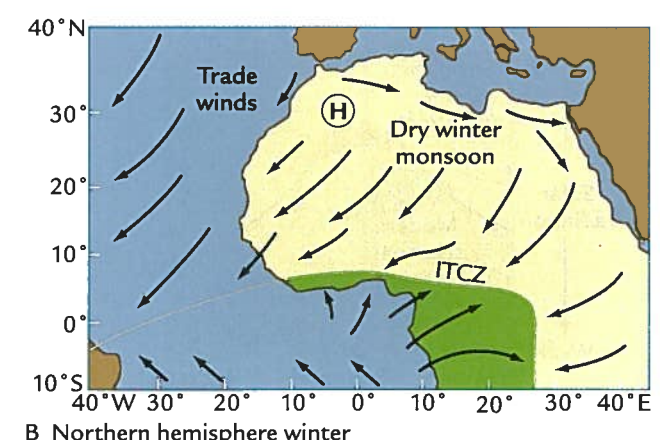 40°N
Trade
winds
H
30°
Dry winter
monsoon
20°
10°
ITCZ
0°
10°S
40°W 30° 20° 10° 0° 10° 20° 30° 40°E
B Northern hemisphere winter